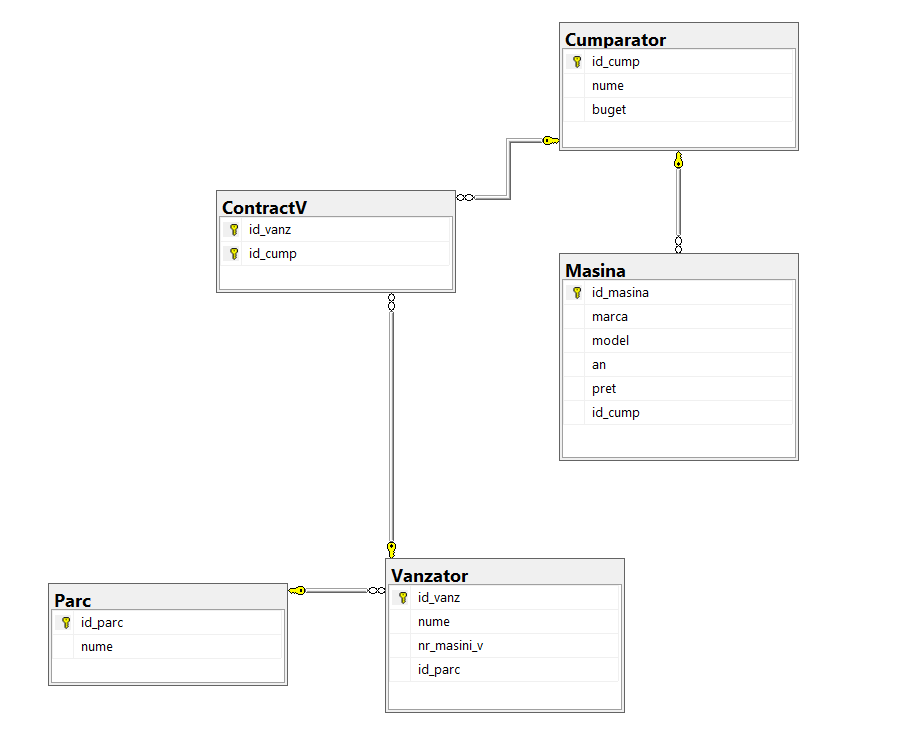 Cumparator
id_cump
nume
buget
ContractV
id_vanz
id_cump
Masina
id_masina
marca
model
an
pret
id_cump
Parc
id_parc
nume
Vanzator
id_vanz
nume
nr_masini_v
id_parc